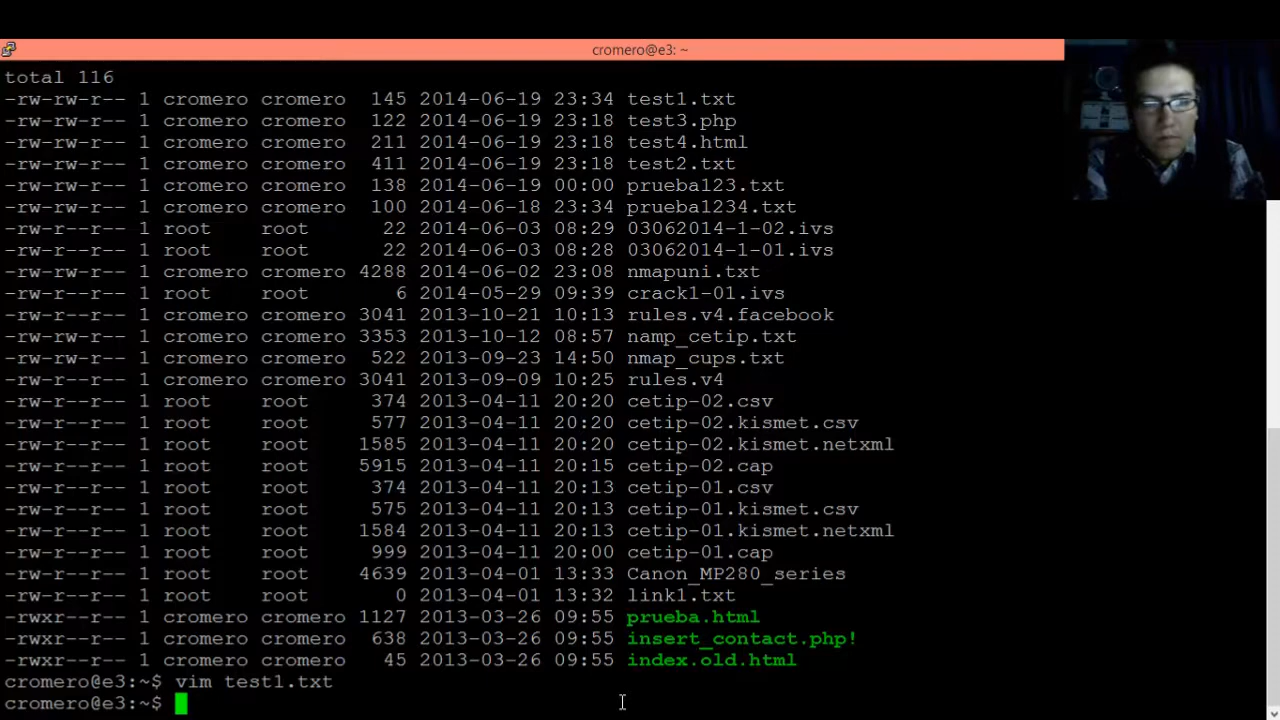 cromero@e3: ~
total 116
-rw-rw-r-- 1 cromero cromero 145 2014-06-19 23:34 test1.txt
-rw-rw-r-- 1 cromero cromero 122 2014-06-19 23:18 test3.php
-rw-rw-r-- 1 cromero cromero 211 2014-06-19 23:18 test4.html
-rw-rw-r-- 1 cromero cromero 411 2014-06-19 23:18 test2.txt
-rw-rw-r-- 1 cromero cromero 138 2014-06-19 00:00 prueba123.txt
-rw-rw-r-- 1 cromero cromero 100 2014-06-18 23:34 prueba1234.txt
-rw-r--r-- 1 root root 22 2014-06-03 08:29 03062014-1-02.ivs
-rw-r--r-- 1 root root 22 2014-06-03 08:28 03062014-1-01.ivs
-rw-rw-r-- 1 cromero cromero 4288 2014-06-02 23:08 nmapuni.txt
-rw-r--r-- 1 root root 6 2014-05-29 09:39 crack1-01.ivs
-rw-r--r-- 1 cromero cromero 3041 2013-10-21 10:13 rules.v4.facebook
-rw-rw-r-- 1 cromero cromero 3353 2013-10-12 08:57 namp_cetip.txt
-rw-rw-r-- 1 cromero cromero 522 2013-09-23 14:50 nmap_cups.txt
-rw-r--r-- 1 cromero cromero 3041 2013-09-09 10:25 rules.v4
-rw-r--r-- 1 root root 374 2013-04-11 20:20 cetip-02.csv
-rw-r--r-- 1 root root 577 2013-04-11 20:20 cetip-02.kismet.csv
-rw-r--r-- 1 root root 1585 2013-04-11 20:20 cetip-02.kismet.netxml
-rw-r--r-- 1 root root 5915 2013-04-11 20:15 cetip-02.cap
-rw-r--r-- 1 root root 374 2013-04-11 20:13 cetip-01.csv
-rw-r--r-- 1 root root 575 2013-04-11 20:13 cetip-01.kismet.csv
-rw-r--r-- 1 root root 1584 2013-04-11 20:13 cetip-01.kismet.netxml
-rw-r--r-- 1 root root 999 2013-04-11 20:00 cetip-01.cap
-rw-r--r-- 1 root root 4639 2013-04-01 13:33 Canon_MP280_series
-rw-r--r-- 1 root root 0 2013-04-01 13:32 link1.txt
-rwxr--r-- 1 cromero cromero 1127 2013-03-26 09:55 prueba.html
-rwxr--r-- 1 cromero cromero 638 2013-03-26 09:55 insert_contact.php!
-rwxr--r-- 1 cromero cromero 45 2013-03-26 09:55 index.old.html
cromero@e3:~$ vim test1.txt
cromero@e3:~$